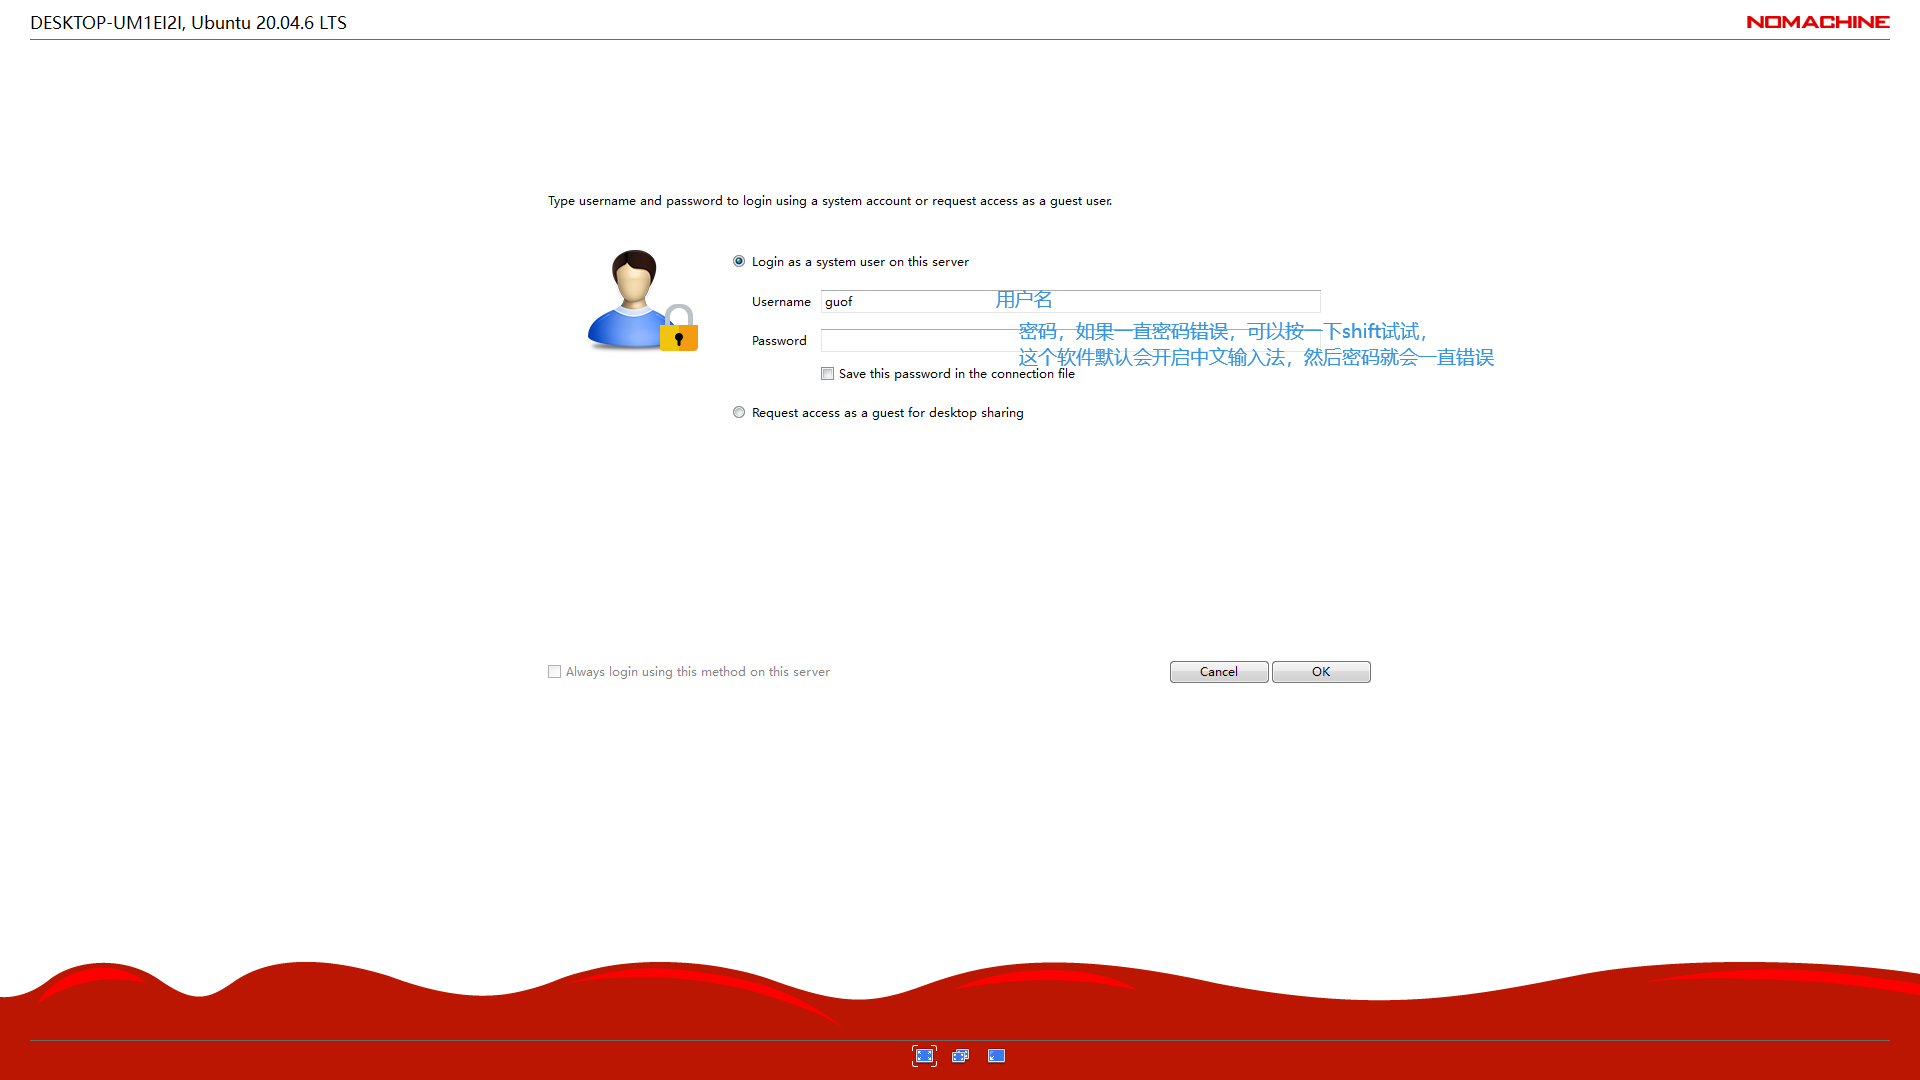 DESKTOP-UM1EI2I, Ubuntu 20.04.6 LTS
NOMACHINE
Type username and password to login using a system account or request access as a guest user.
Login as a system user on this server
Username guof 用户名
Password 密码，如果一直密码错误，可以按一下shift试试，
这个软件默认会开启中文输入法，然后密码就会一直错误
Save this password in the connection file
Request access as a guest for desktop sharing
Always login using this method on this server Cancel OK